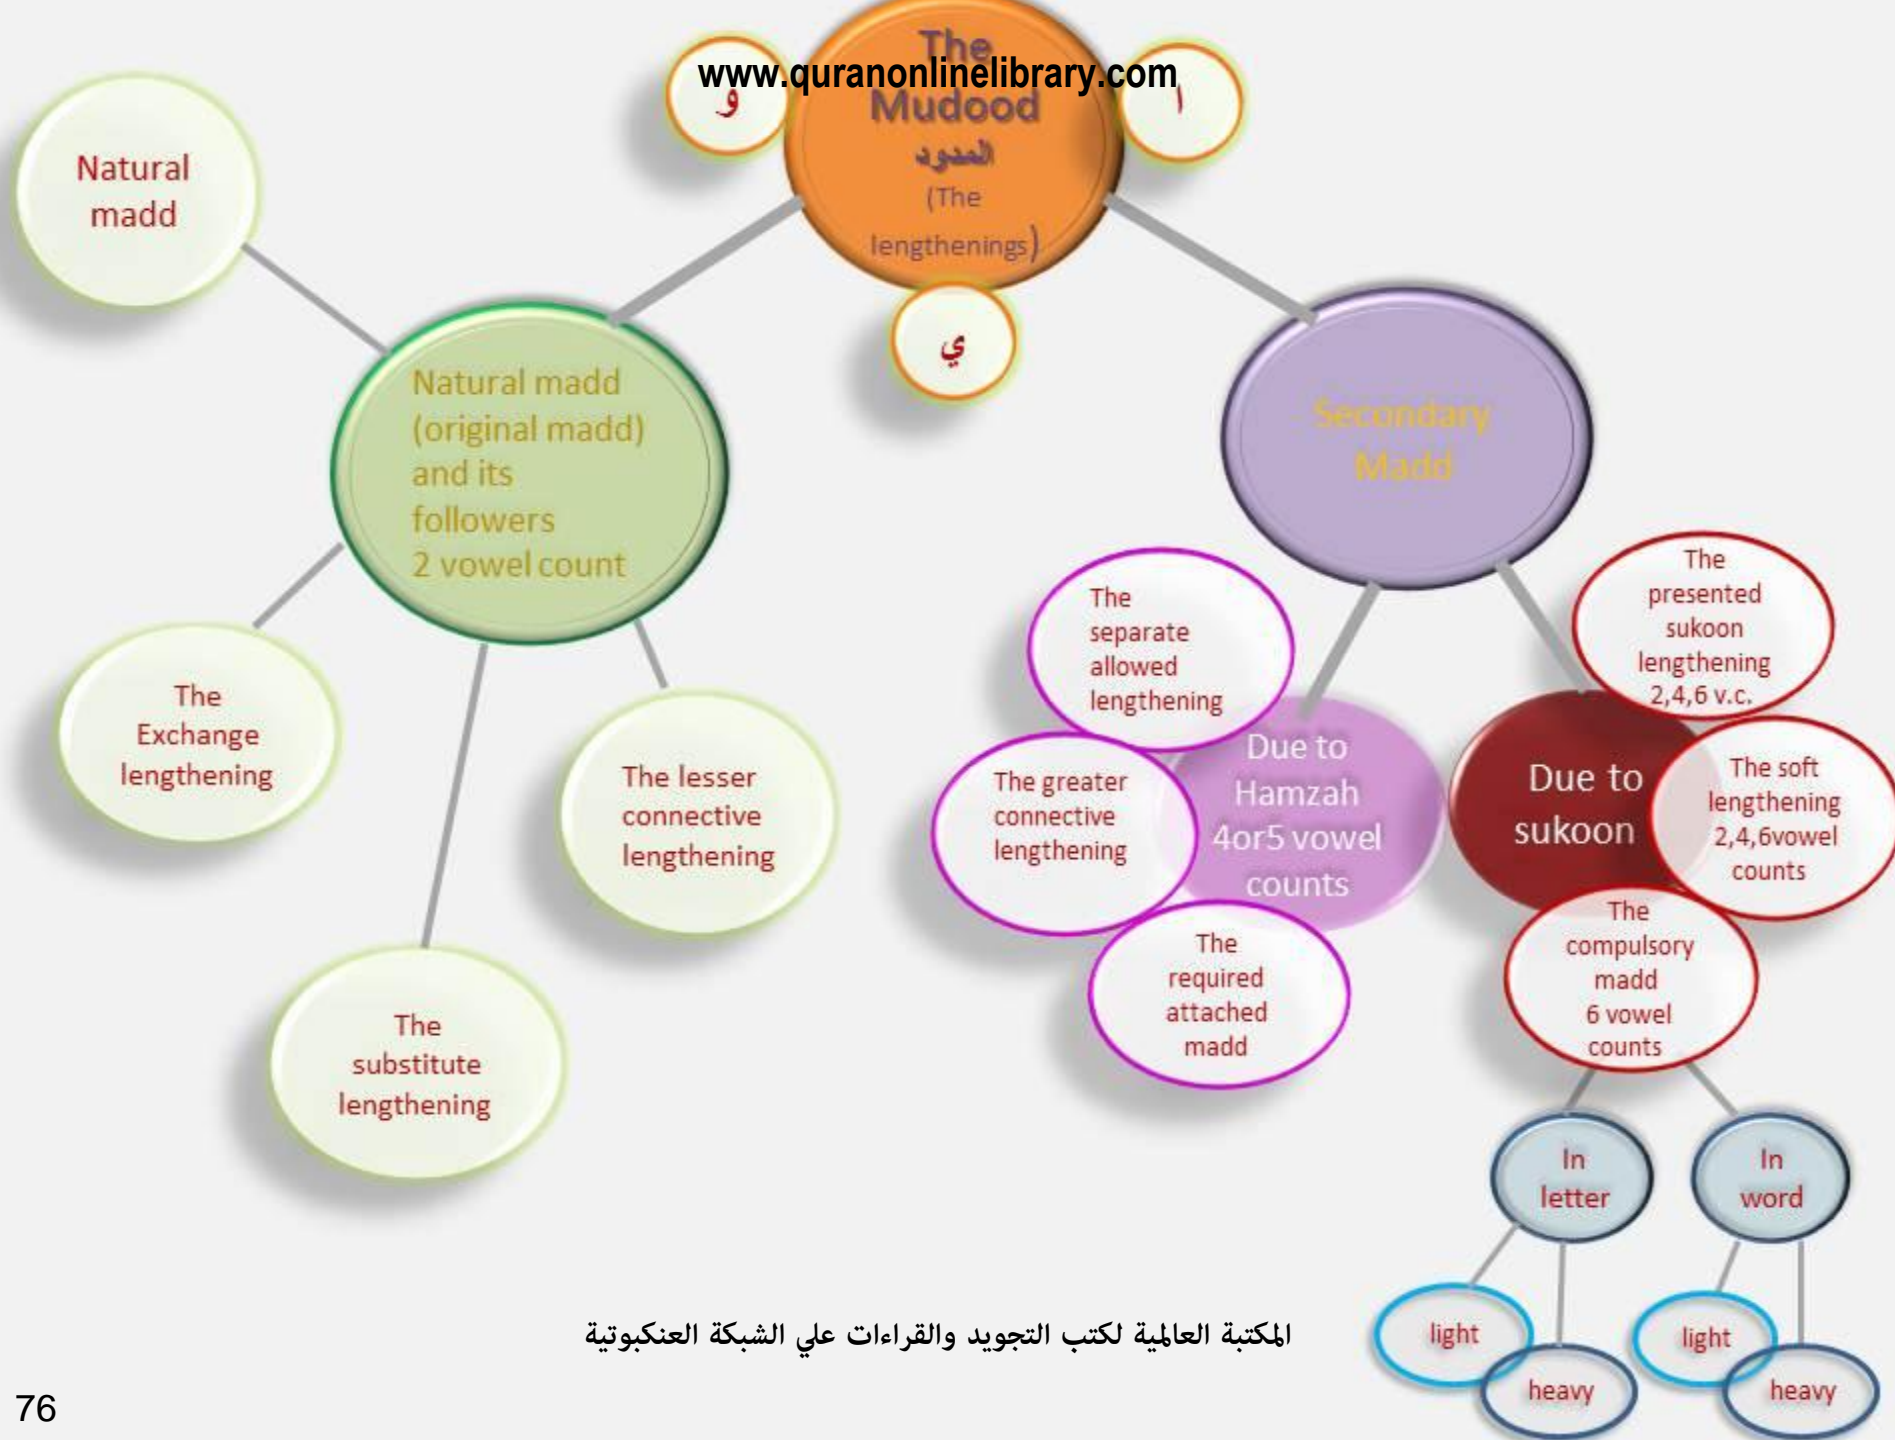 The
www.quranonlinelibrary.com
Mudood
المدود
(The
lengthenings)
و
ا
ي
Natural
madd
Natural madd
(original madd)
and its
followers
2 vowel count
The
Exchange
lengthening
The
substitute
lengthening
The lesser
connective
lengthening
Secondary
Madd
The
separate
allowed
lengthening
The greater
connective
lengthening
The
required
attached
madd
Due to
Hamzah
4or5 vowel
counts
Due to
sukoon
The
presented
sukoon
lengthening
2,4,6 v.c.
The soft
lengthening
2,4,6vowel
counts
The
compulsory
madd
6 vowel
counts
In
letter
In
word
light
heavy
light
heavy
المكتبة العالمية لكتب التجويد والقراءات علي الشبكة العنكبوتية
76